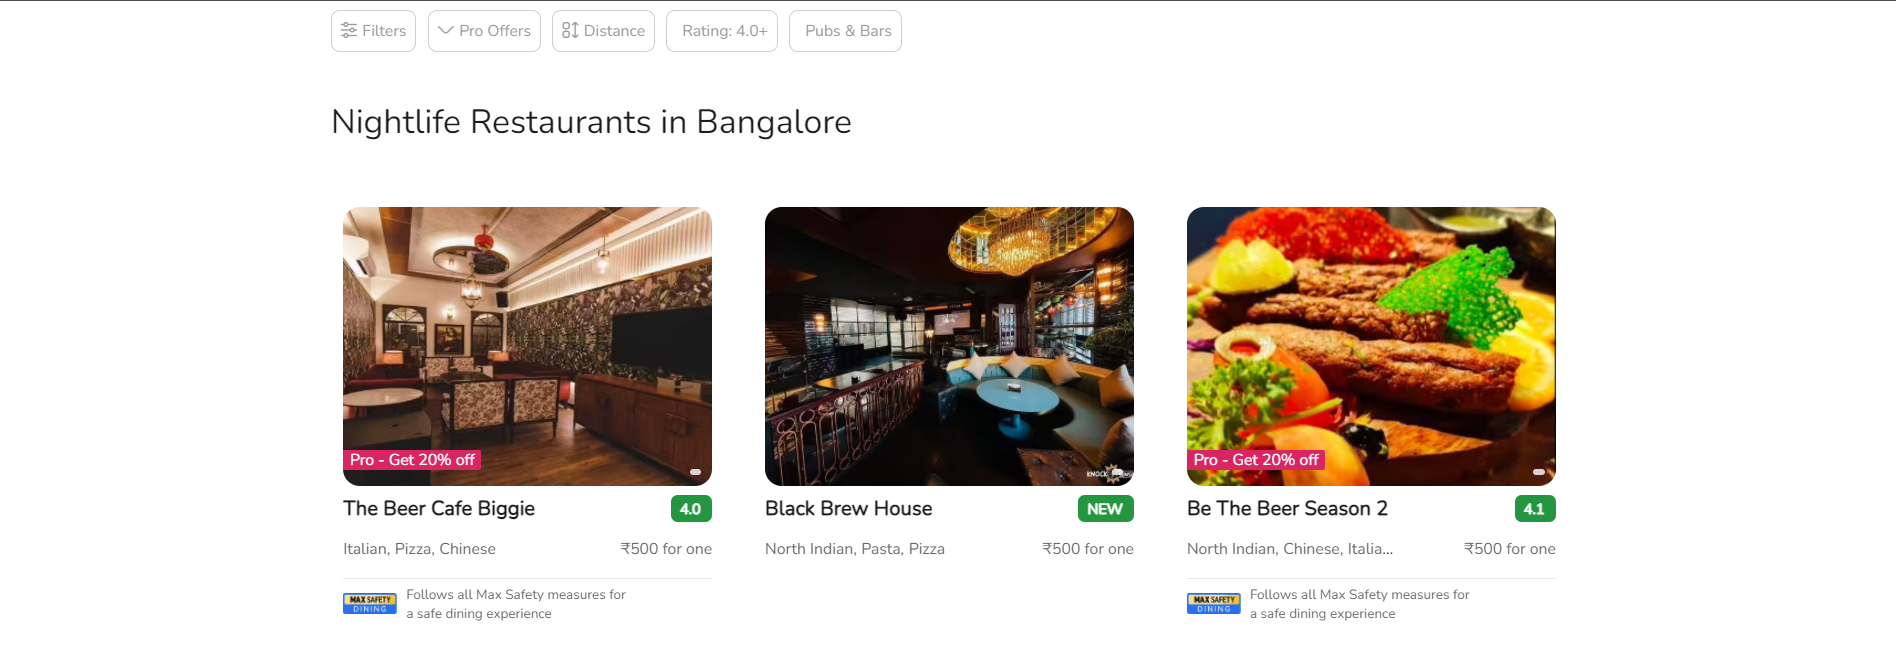 Filters Pro Offers Distance Rating: 4.0+ Pubs & Bars
Nightlife Restaurants in Bangalore
Pro - Get 20% off
The Beer Cafe Biggie 4.0
Italian, Pizza, Chinese ₹500 for one
MAX SAFETY
DINING
Follows all Max Safety measures for
a safe dining experience
Black Brew House NEW
North Indian, Pasta, Pizza ₹500 for one
Pro - Get 20% off
Be The Beer Season 2 4.1
North Indian, Chinese, Italia... ₹500 for one
MAX SAFETY
DINING
Follows all Max Safety measures for
a safe dining experience